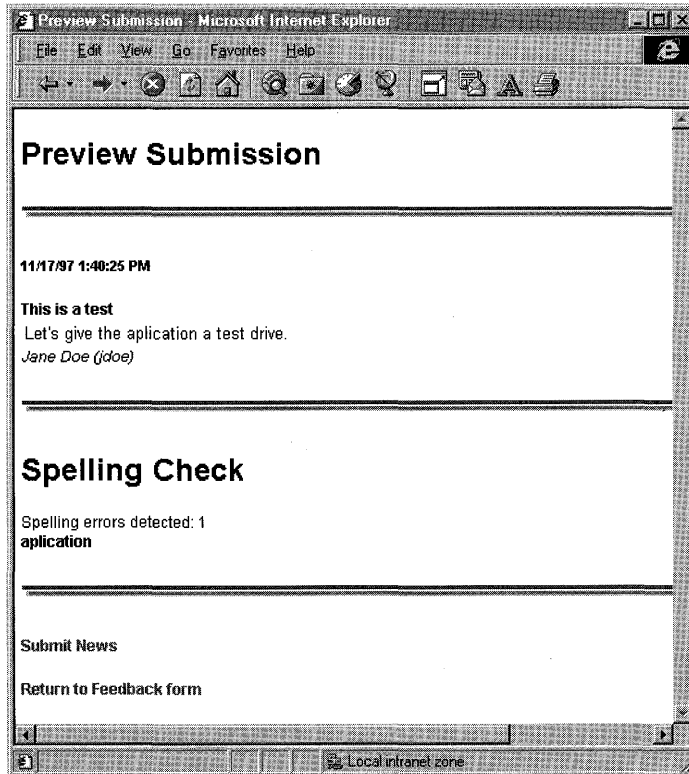 Preview Submission - Microsoft Internet Explorer
File Edit View Go Favorites Help
Preview Submission
11/17/97 1:40:25 PM
This is a test
Let's give the aplication a test drive.
Jane Doe (jdoe)
Spelling Check
Spelling errors detected: 1
aplication
Submit News
Return to Feedback form
Local intranet zone